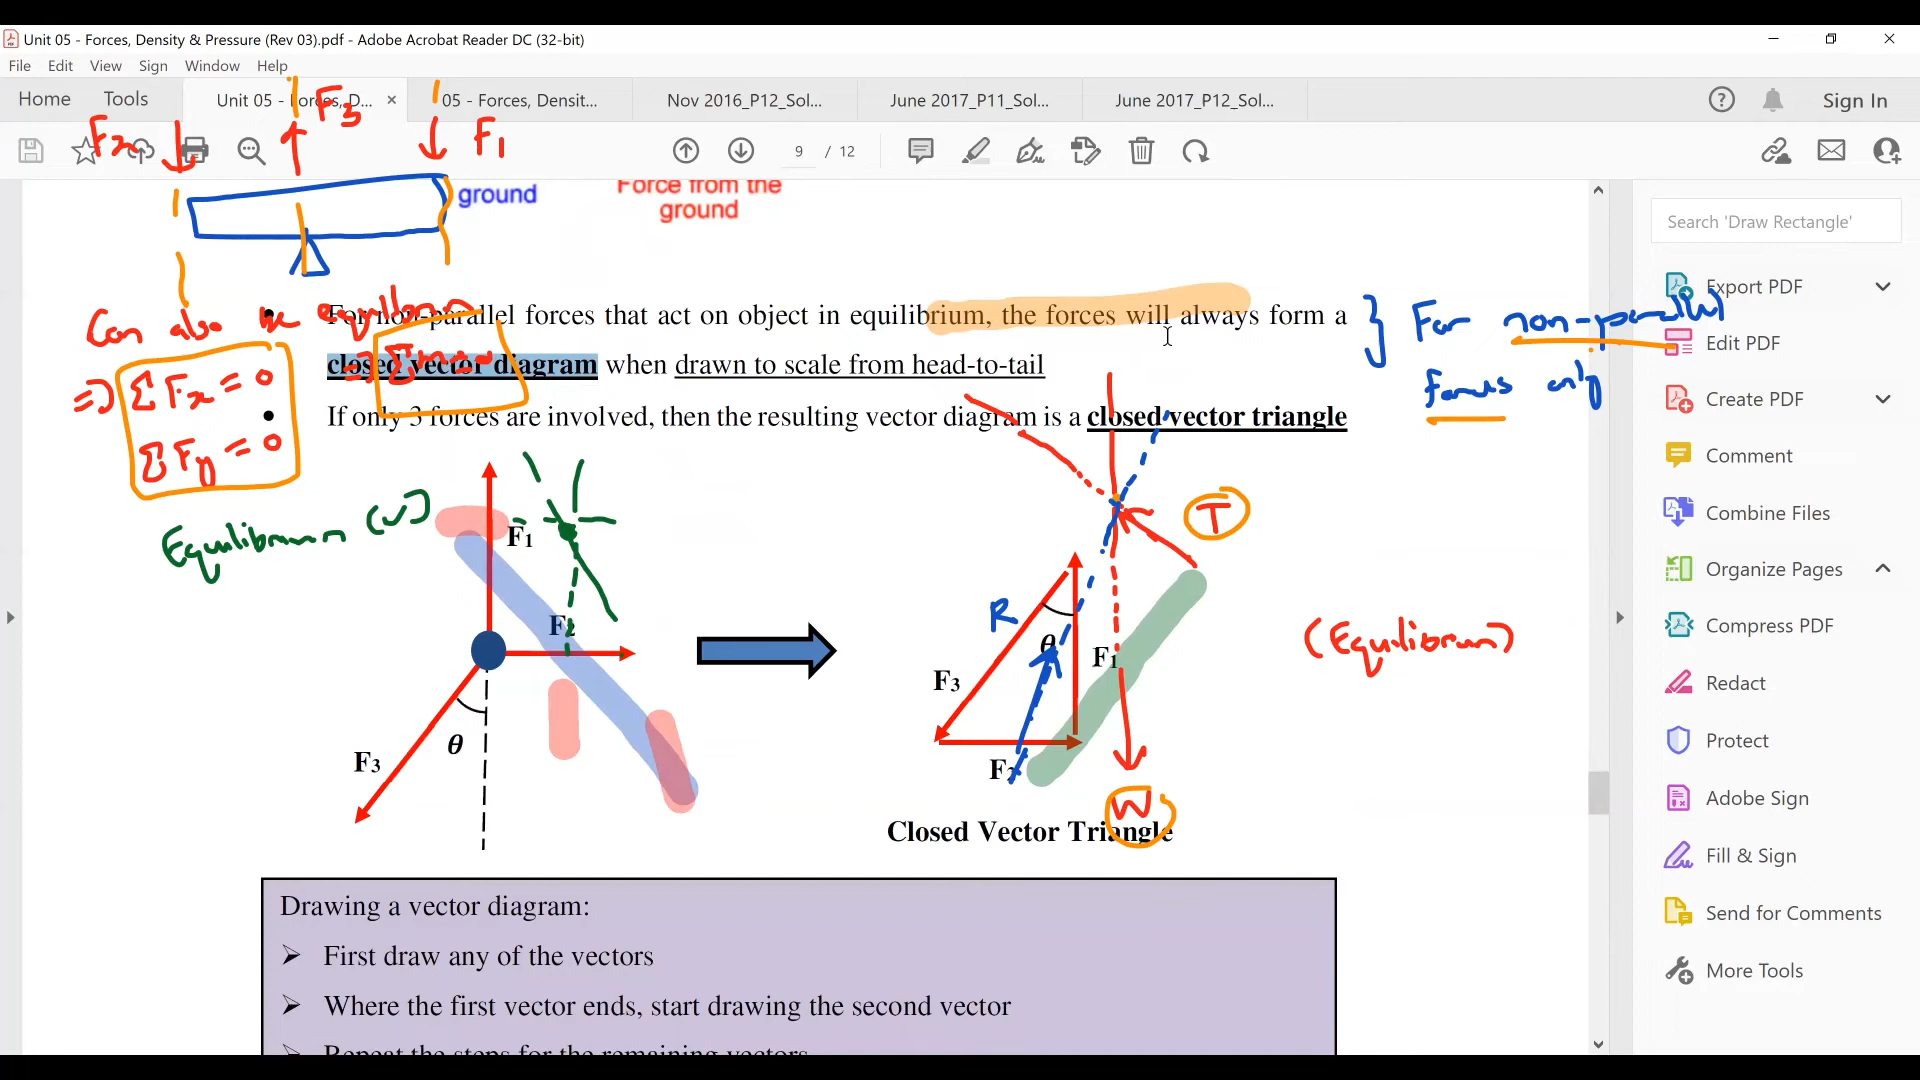 Unit 05 - Forces, Density & Pressure (Rev 03).pdf - Adobe Acrobat Reader DC (32-bit)
File Edit View Sign Window Help
Home Tools Unit 05 - Forces, D... × 05 - Forces, Densit... Nov 2016_P12_Sol... June 2017_P11_Sol... June 2017_P12_Sol... Sign In
9 / 12
F3
F1
ground
Force from the
ground
Can also be equilibrium
• For non-parallel forces that act on object in equilibrium, the forces will always form a
closed vector diagram when drawn to scale from head-to-tail
} For non-parallel
forces only
=> ΣFx = 0
ΣFy = 0
• If only 3 forces are involved, then the resulting vector diagram is a closed vector triangle
Equilibrium (✓)
F1
F2
F3
θ
T
R
θ
F1
F3
F2
W
(Equilibrium)
Closed Vector Triangle
Drawing a vector diagram:
➢ First draw any of the vectors
➢ Where the first vector ends, start drawing the second vector
➢ Repeat the steps for the remaining vectors
Search 'Draw Rectangle'
Export PDF
Edit PDF
Create PDF
Comment
Combine Files
Organize Pages
Compress PDF
Redact
Protect
Adobe Sign
Fill & Sign
Send for Comments
More Tools